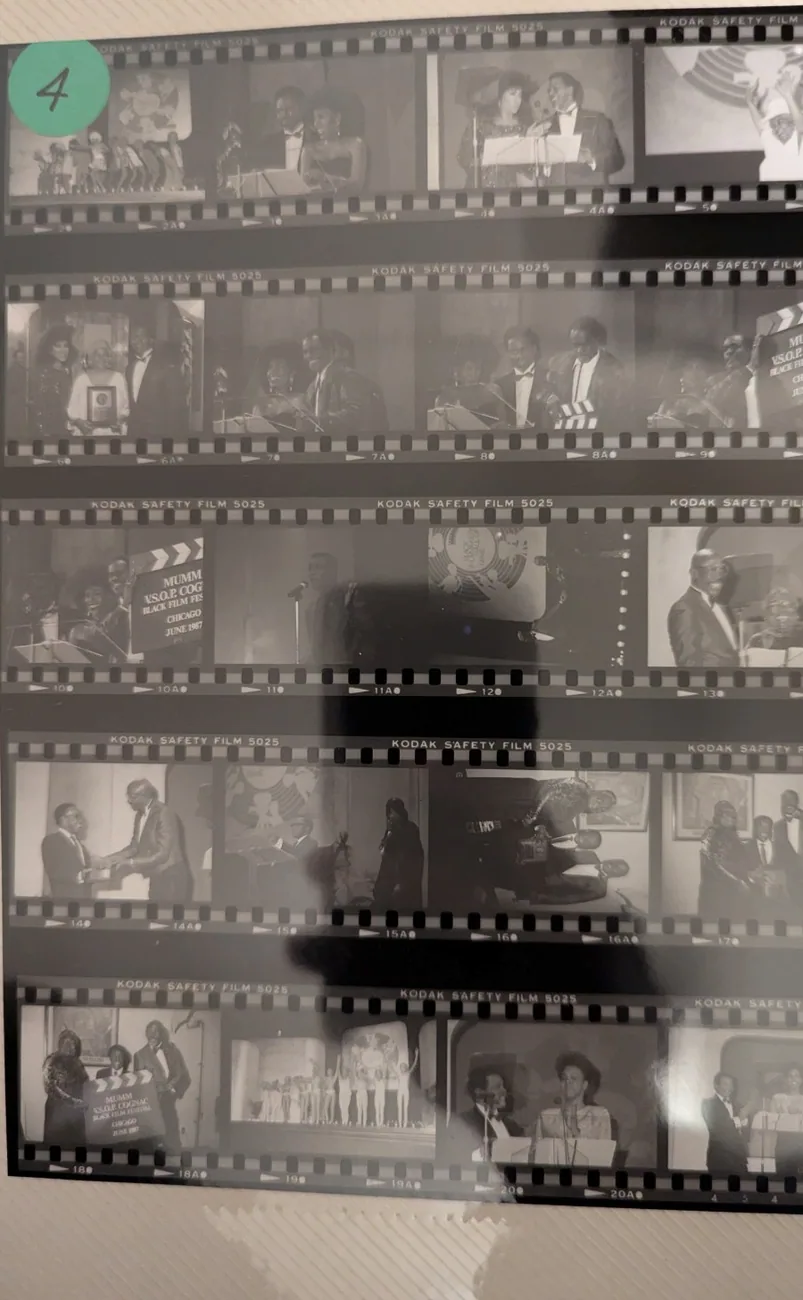 KODAK SAFETY FILM 5025 KODAK SAFETY FILM 5025 KODAK SAFETY FILM
4
2A 3A 4 4A 5
KODAK SAFETY FILM 5025 KODAK SAFETY FILM 5025 KODAK SAFETY FILM
MU
V.S.O.P.
BLACK FILM
6 6A 7 7A 8 8A 9
KODAK SAFETY FILM 5025 KODAK SAFETY FILM 5025 KODAK SAFETY FIL
MUMM
V.S.O.P. COG
BLACK FILM FES
CHICAGO
JUNE 1987
10 10A 11 11A 12 12A 13
KODAK SAFETY FILM 5025 KODAK SAFETY FILM 5025 KODAK SAFETY F
14 14A 15 15A 16 16A 17
KODAK SAFETY FILM 5025 KODAK SAFETY FILM 5025 KODAK SAFETY
MUMM
V.S.O.P. COGNAC
BLACK FILM FESTIVAL
CHICAGO
JUNE 1987
18 18A 19 19A 20 20A